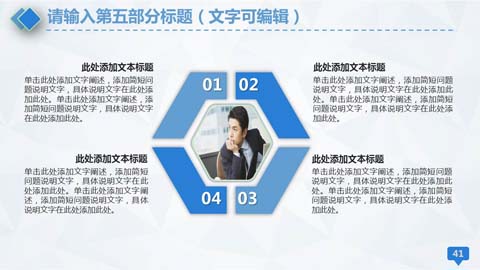 请输入第五部分标题（文字可编辑）
此处添加文本标题
单击此处添加文字阐述，添加简短问
题说明文字，具体说明文字在此处添
加此处。单击此处添加文字阐述，添
加简短问题说明文字，具体说明文字
在此处添加此处。
01
02
此处添加文本标题
单击此处添加文字阐述，添加简短问
题说明文字，具体说明文字在此处添
加此处。单击此处添加文字阐述，添
加简短问题说明文字，具体说明文字
在此处添加此处。
此处添加文本标题
单击此处添加文字阐述，添加简短
问题说明文字，具体说明文字在此
处添加此处。单击此处添加文字阐
述，添加简短问题说明文字，具体
说明文字在此处添加此处。
04
03
此处添加文本标题
单击此处添加文字阐述，添加简短问
题说明文字，具体说明文字在此处添
加此处。单击此处添加文字阐述，添
加简短问题说明文字，具体说明文字
在此处添加此处。
41